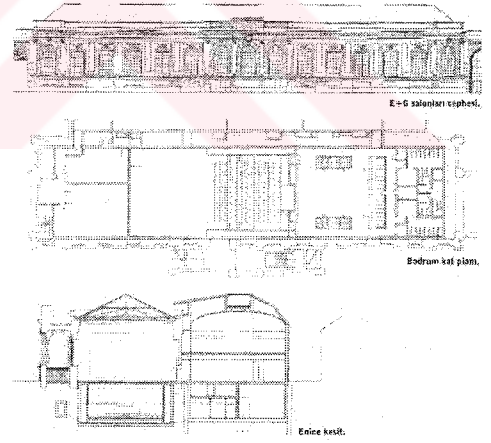 E+G salonları cephesi.
Bodrum kat planı.
Enine kesit.